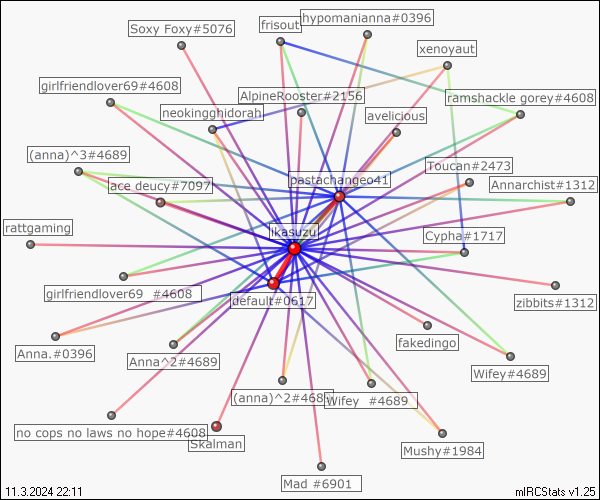 hypomanianna#0396
Soxy Foxy#5076
frisout
xenoyaut
girlfriendlover69#4608
AlpineRooster#2156
ramshackle gorey#4608
neokingghidorah
avelicious
(anna)^3#4689
Toucan#2473
pastachangeo41
ace deucy#7097
Annarchist#1312
rattgaming
ikasuzu
Cypha#1717
girlfriendlover69 #4608
default#0617
zibbits#1312
fakedingo
Anna.#0396
Anna^2#4689
Wifey#4689
(anna)^2#4689
Wifey #4689
no cops no laws no hope#4608
Skalman
Mushy#1984
Mad #6901
11.3.2024 22:11
mIRCStats v1.25